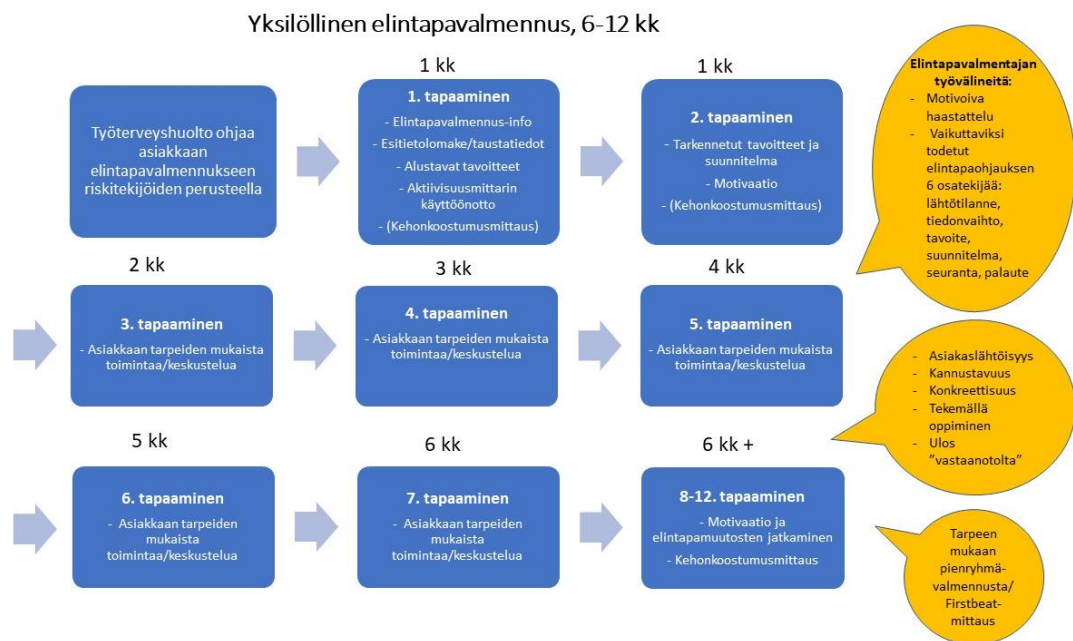 Yksilöllinen elintapavalmennus, 6-12 kk
Työterveyshuolto ohjaa
asiakkaan
elintapavalmennukseen
riskitekijöiden perusteella
1 kk
1. tapaaminen
- Elintapavalmennus-info
- Esitietolomake/taustatiedot
- Alustavat tavoitteet
- Aktiivisuusmittarin
käyttöönotto
- (Kehonkoostumusmittaus)
1 kk
2. tapaaminen
- Tarkennetut tavoitteet ja
suunnitelma
- Motivaatio
- (Kehonkoostumusmittaus)
Elintapavalmentajan
työvälineitä:
- Motivoiva
haastattelu
- Vaikuttaviksi
todetut
elintapaohjauksen
6 osatekijää:
lähtötilanne,
tiedonvaihto,
tavoite,
suunnitelma,
seuranta, palaute
2 kk
3. tapaaminen
- Asiakkaan tarpeiden mukaista
toimintaa/keskustelua
3 kk
4. tapaaminen
- Asiakkaan tarpeiden mukaista
toimintaa/keskustelua
4 kk
5. tapaaminen
- Asiakkaan tarpeiden mukaista
toimintaa/keskustelua
- Asiakaslähtöisyys
- Kannustavuus
- Konkreettisuus
- Tekemällä
oppiminen
- Ulos
"vastaanotolta"
5 kk
6. tapaaminen
- Asiakkaan tarpeiden
mukaista
toimintaa/keskustelua
6 kk
7. tapaaminen
- Asiakkaan tarpeiden
mukaista
toimintaa/keskustelua
6 kk +
8-12. tapaaminen
- Motivaatio ja
elintapamuutosten jatkaminen
- Kehonkoostumusmittaus
Tarpeen
mukaan
pienryhmä-
valmennusta/
Firstbeat-
mittaus